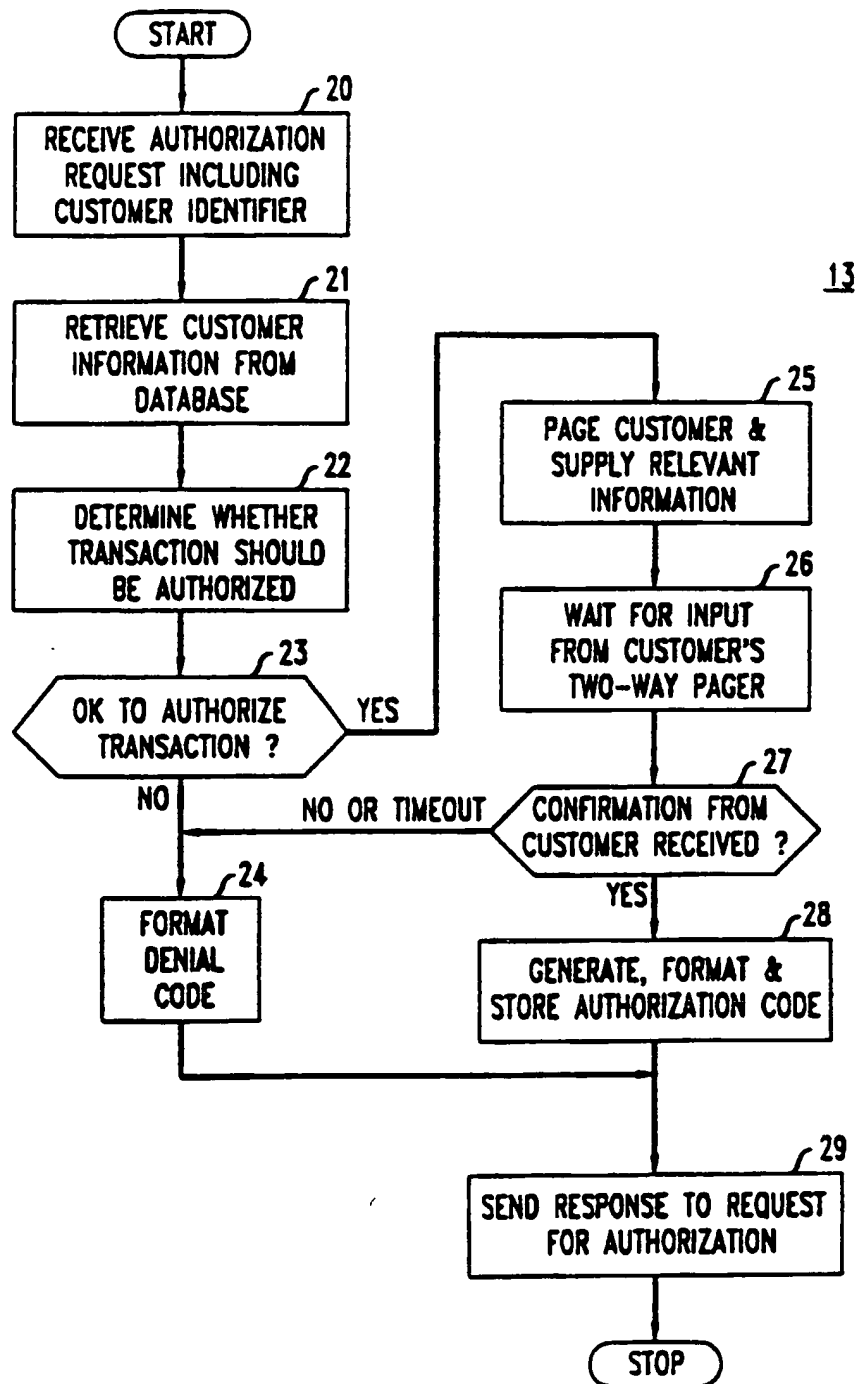 START
20
RECEIVE AUTHORIZATION
REQUEST INCLUDING
CUSTOMER IDENTIFIER
21
RETRIEVE CUSTOMER
INFORMATION FROM
DATABASE
22
DETERMINE WHETHER
TRANSACTION SHOULD
BE AUTHORIZED
23
OK TO AUTHORIZE
TRANSACTION ?
YES
NO
24
FORMAT
DENIAL
CODE
13
25
PAGE CUSTOMER &
SUPPLY RELEVANT
INFORMATION
26
WAIT FOR INPUT
FROM CUSTOMER'S
TWO-WAY PAGER
27
CONFIRMATION FROM
CUSTOMER RECEIVED ?
NO OR TIMEOUT
YES
28
GENERATE, FORMAT &
STORE AUTHORIZATION CODE
29
SEND RESPONSE TO REQUEST
FOR AUTHORIZATION
STOP